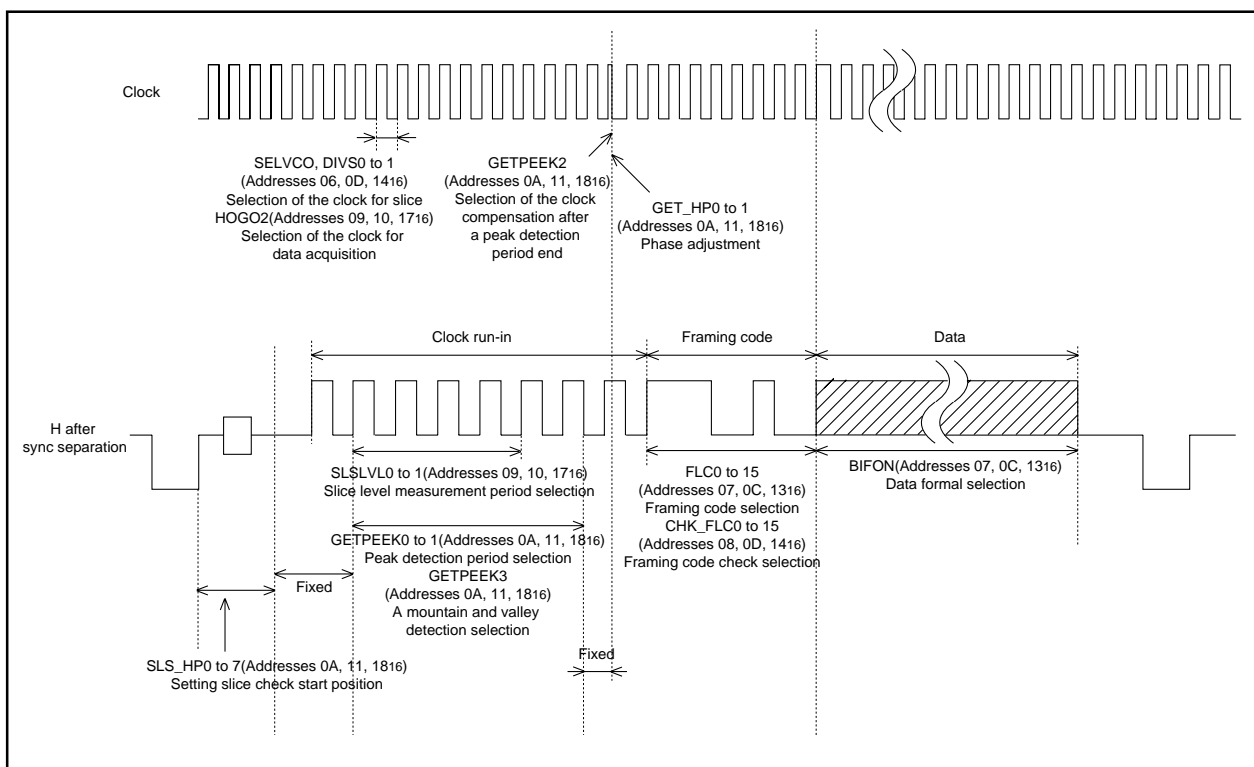 Clock
SELVCO, DIVS0 to 1
(Addresses 06, 0D, 1416)
Selection of the clock for slice
HOGO2(Addresses 09, 10, 1716)
Selection of the clock for
data acquisition
GETPEEK2
(Addresses 0A, 11, 1816)
Selection of the clock
compensation after
a peak detection
period end
GET_HP0 to 1
(Addresses 0A, 11, 1816)
Phase adjustment
Clock run-in
Framing code
Data
H after
sync separation
SLSLVL0 to 1(Addresses 09, 10, 1716)
Slice level measurement period selection
GETPEEK0 to 1(Addresses 0A, 11, 1816)
Peak detection period selection
GETPEEK3
(Addresses 0A, 11, 1816)
A mountain and valley
detection selection
FLC0 to 15
(Addresses 07, 0C, 1316)
Framing code selection
CHK_FLC0 to 15
(Addresses 08, 0D, 1416)
Framing code check selection
BIFON(Addresses 07, 0C, 1316)
Data formal selection
Fixed
Fixed
SLS_HP0 to 7(Addresses 0A, 11, 1816)
Setting slice check start position